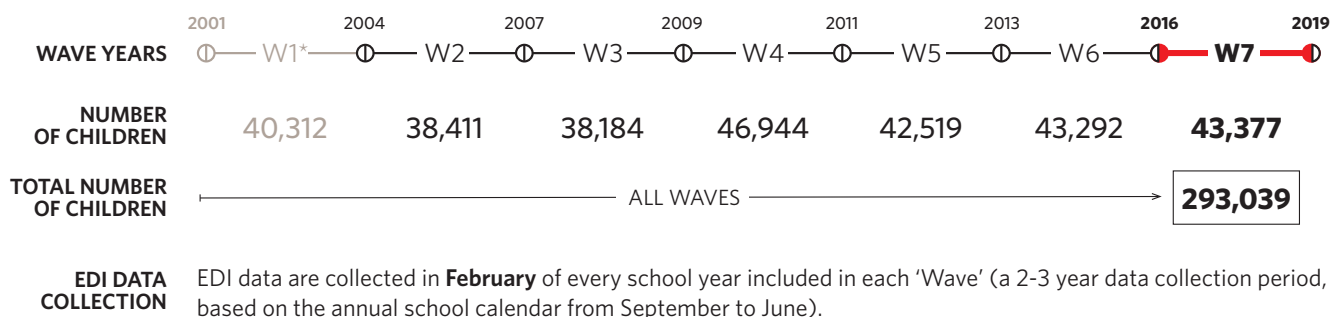 2001 2004 2007 2009 2011 2013 2016 2019
WAVE YEARS W1* W2 W3 W4 W5 W6 W7
NUMBER
OF CHILDREN 40,312 38,411 38,184 46,944 42,519 43,292 43,377
TOTAL NUMBER
OF CHILDREN ALL WAVES 293,039
EDI DATA
COLLECTION
EDI data are collected in February of every school year included in each ‘Wave’ (a 2-3 year data collection period,
based on the annual school calendar from September to June).